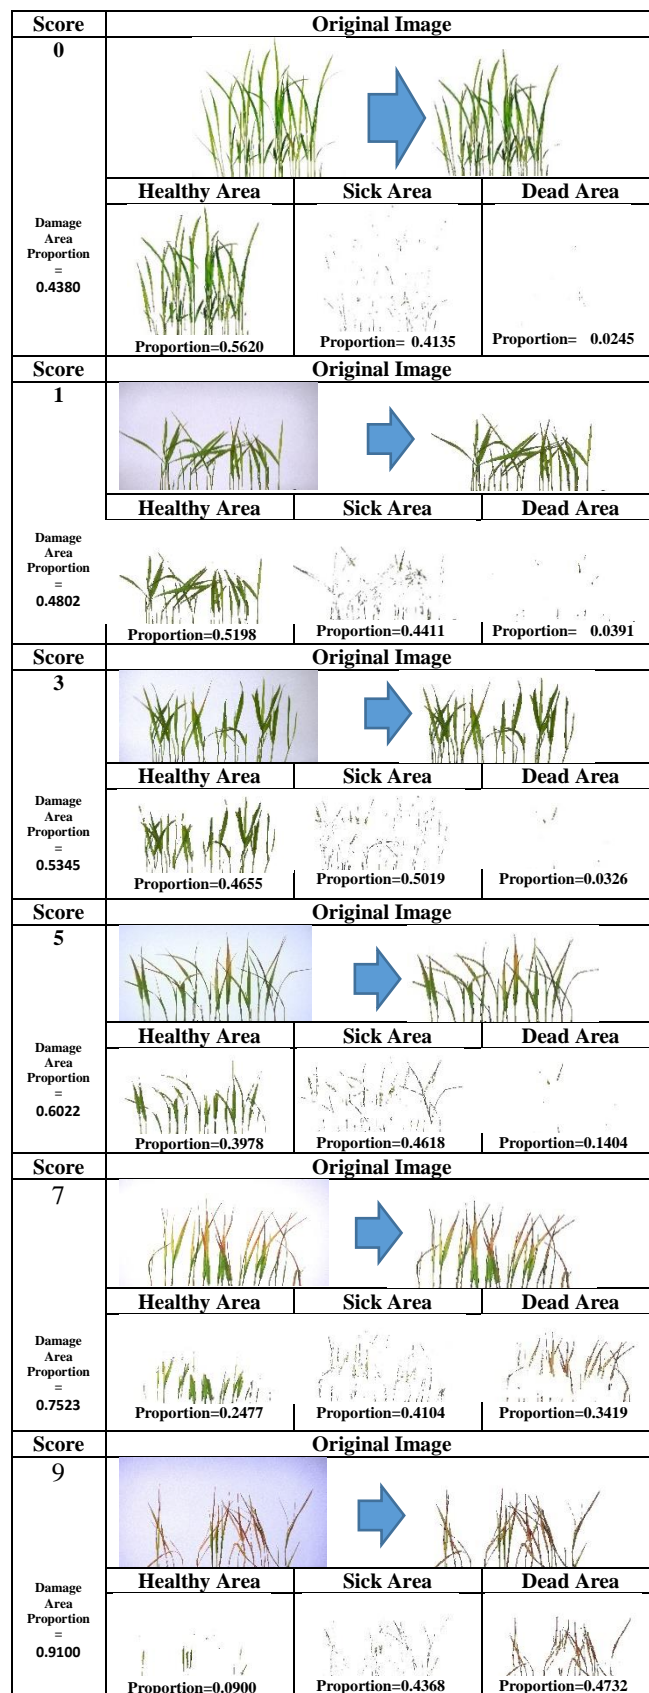 Score Original Image
0
Healthy Area Sick Area Dead Area
Damage
Area
Proportion
=
0.4380
Proportion=0.5620 Proportion= 0.4135 Proportion= 0.0245
Score Original Image
1
Healthy Area Sick Area Dead Area
Damage
Area
Proportion
=
0.4802
Proportion=0.5198 Proportion=0.4411 Proportion= 0.0391
Score Original Image
3
Healthy Area Sick Area Dead Area
Damage
Area
Proportion
=
0.5345
Proportion=0.4655 Proportion=0.5019 Proportion=0.0326
Score Original Image
5
Healthy Area Sick Area Dead Area
Damage
Area
Proportion
=
0.6022
Proportion=0.3978 Proportion=0.4618 Proportion=0.1404
Score Original Image
7
Healthy Area Sick Area Dead Area
Damage
Area
Proportion
=
0.7523
Proportion=0.2477 Proportion=0.4104 Proportion=0.3419
Score Original Image
9
Healthy Area Sick Area Dead Area
Damage
Area
Proportion
=
0.9100
Proportion=0.0900 Proportion=0.4368 Proportion=0.4732